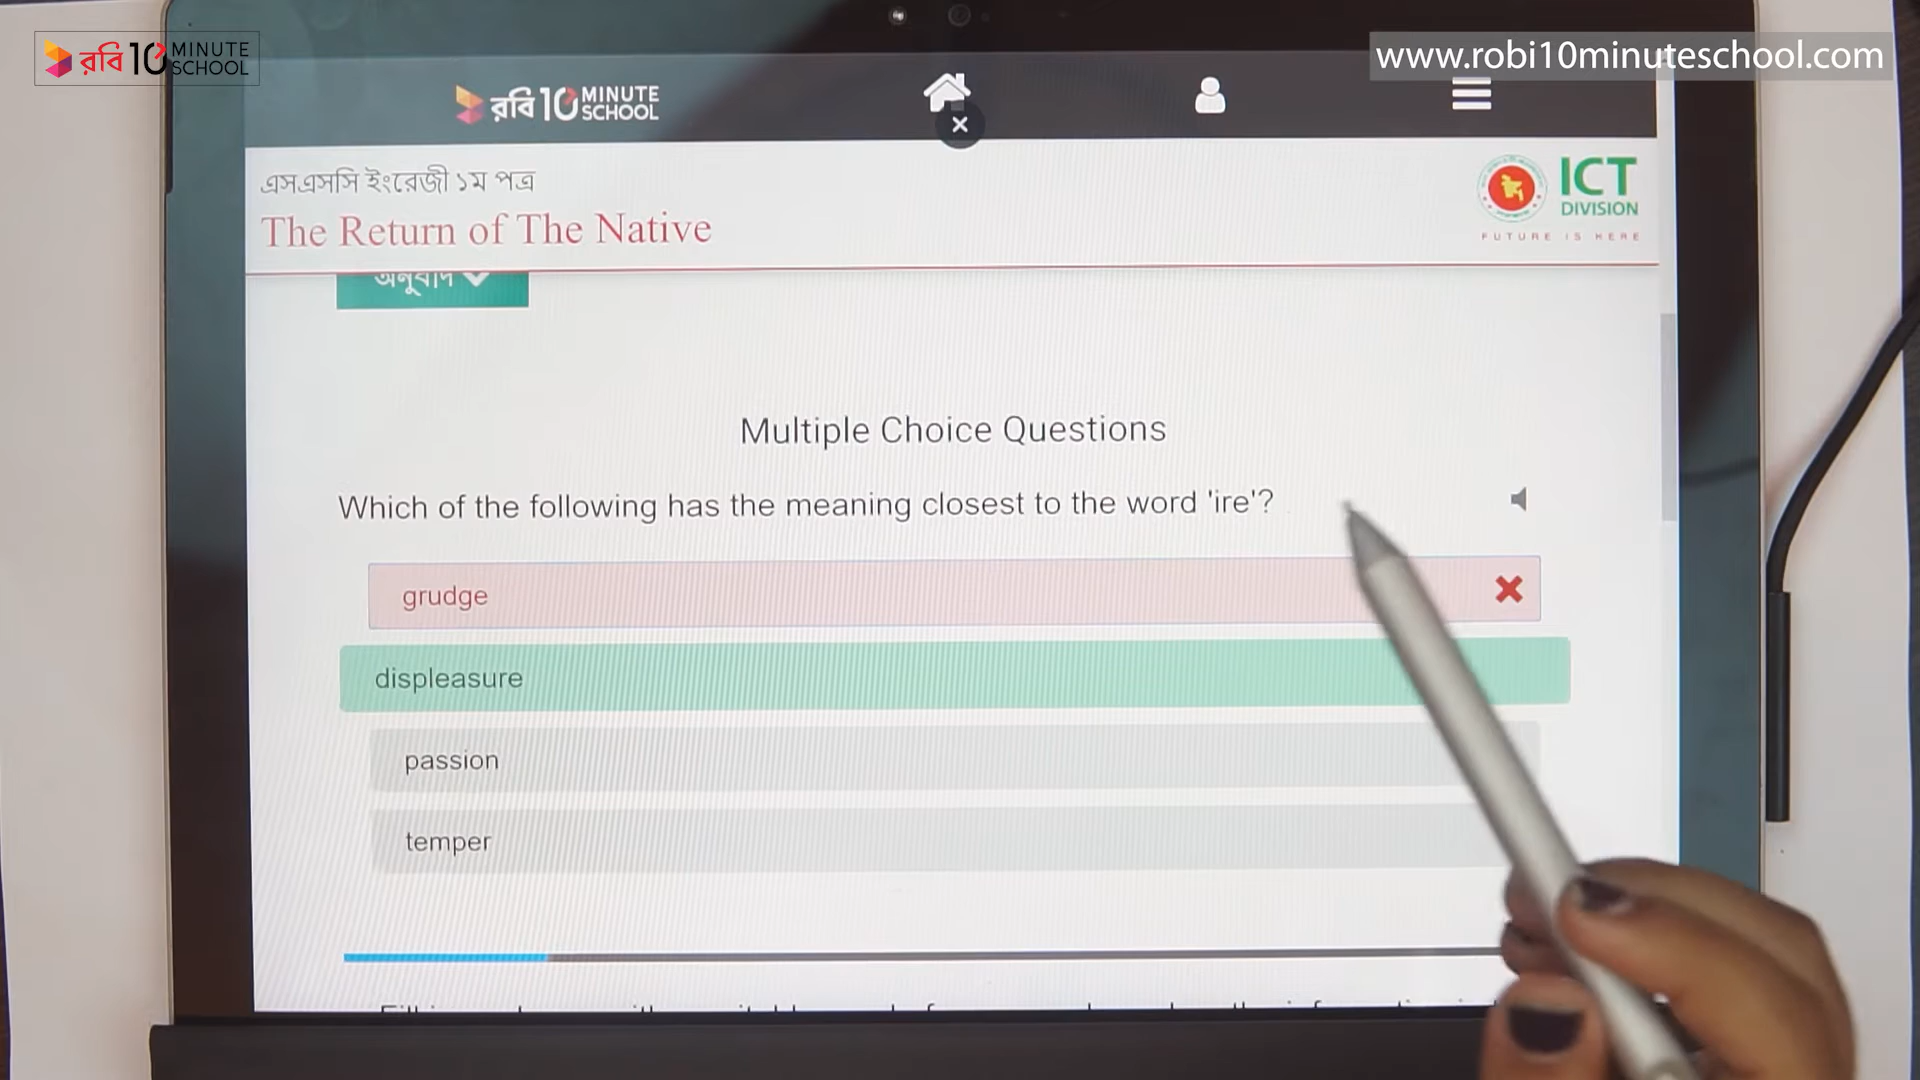 রবি 10 MINUTE SCHOOL
www.robi10minuteschool.com
রবি 10 MINUTE SCHOOL
এসএসসি ইংরেজী ১ম পত্র
The Return of The Native
ICT
DIVISION
FUTURE IS HERE
অনুবাদ
Multiple Choice Questions
Which of the following has the meaning closest to the word 'ire'?
grudge
displeasure
passion
temper